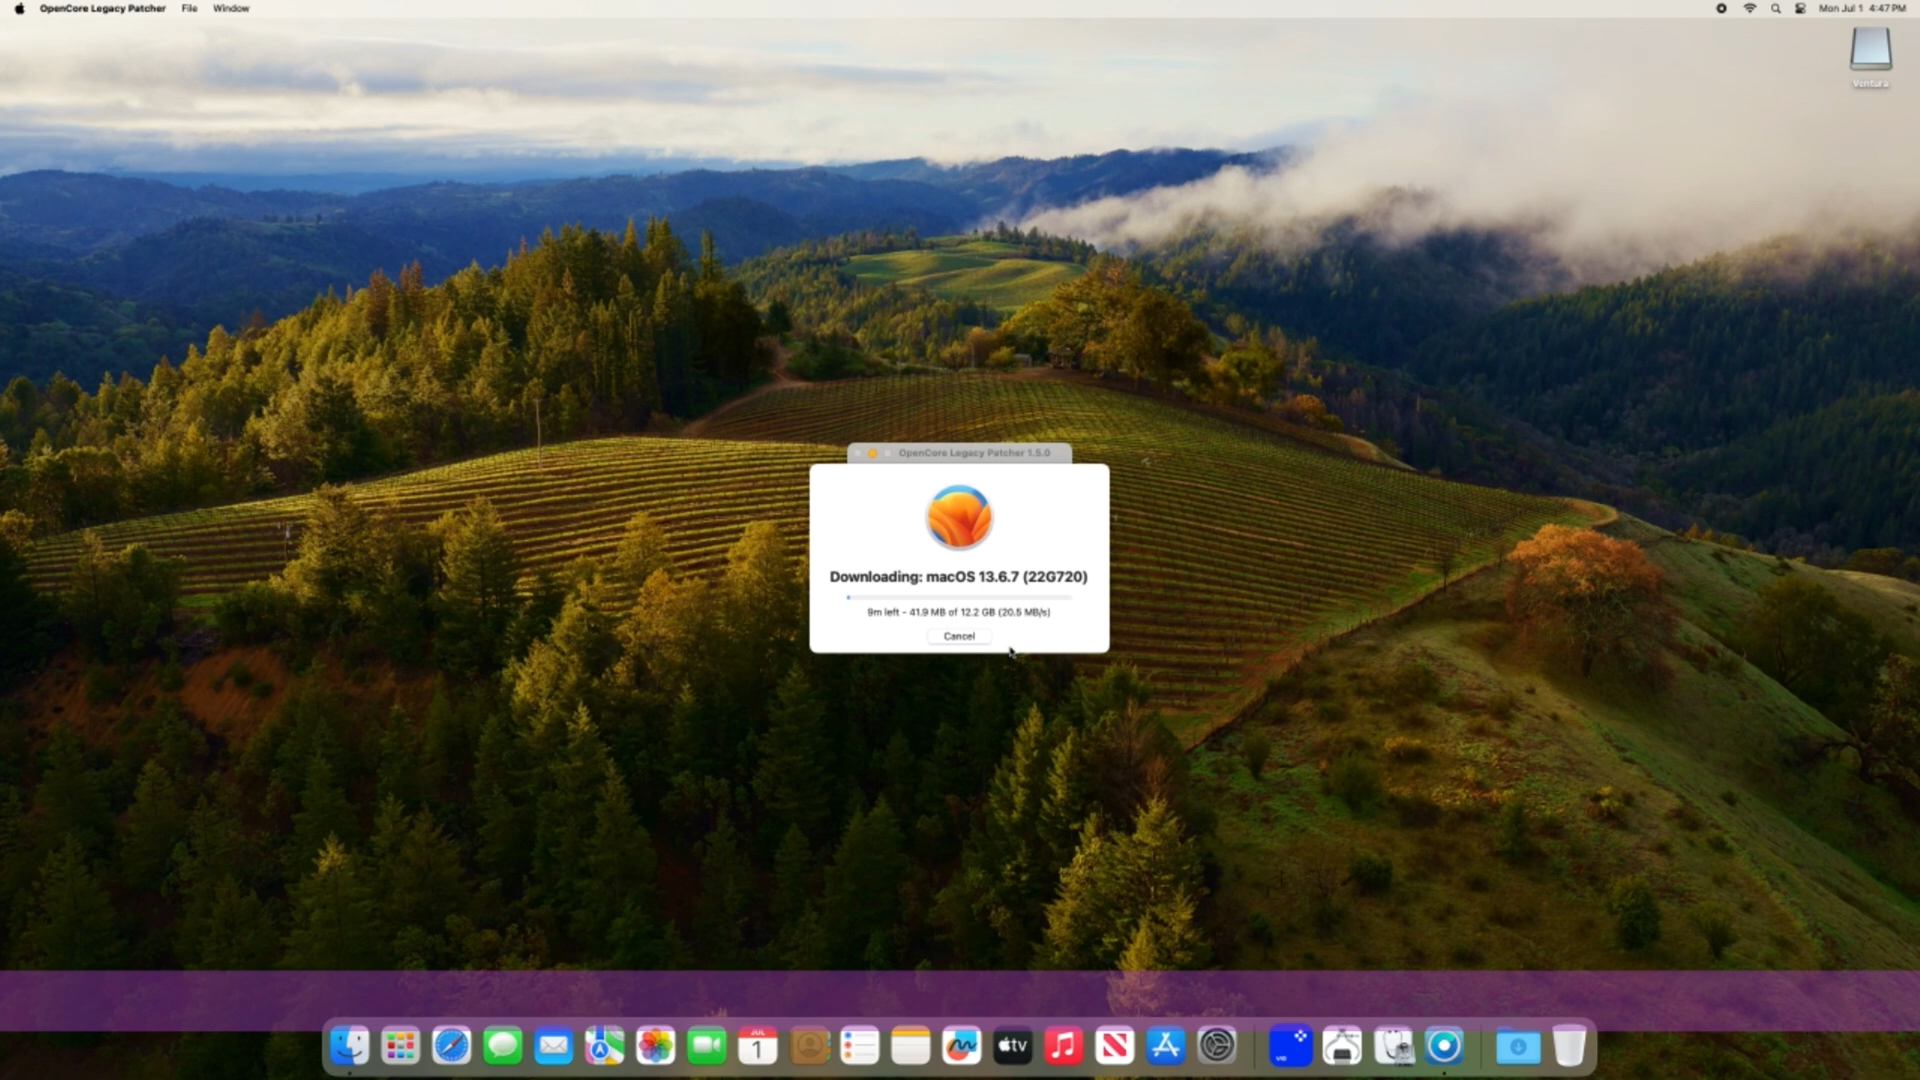 OpenCore Legacy Patcher File Window
Mon Jul 1 4:47 PM
Ventura
OpenCore Legacy Patcher 1.5.0
Downloading: macOS 13.6.7 (22G720)
9m left - 41.9 MB of 12.2 GB (20.5 MB/s)
Cancel
JUL
1
tv